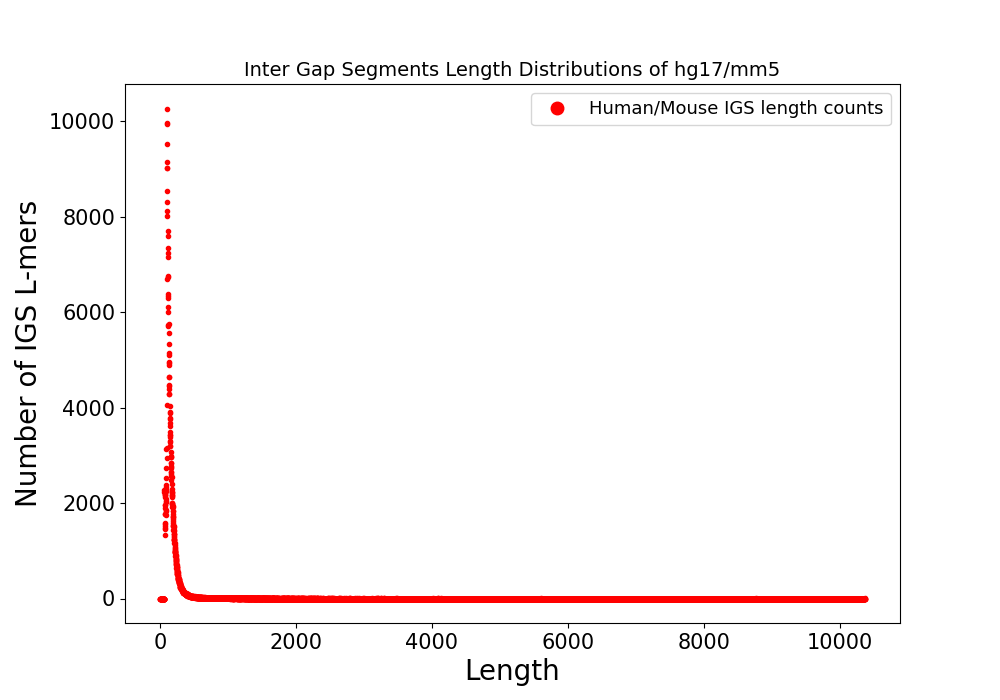 Inter Gap Segments Length Distributions of hg17/mm5
Human/Mouse IGS length counts
10000
8000
6000
4000
2000
0
Number of IGS L-mers
0 2000 4000 6000 8000 10000
Length